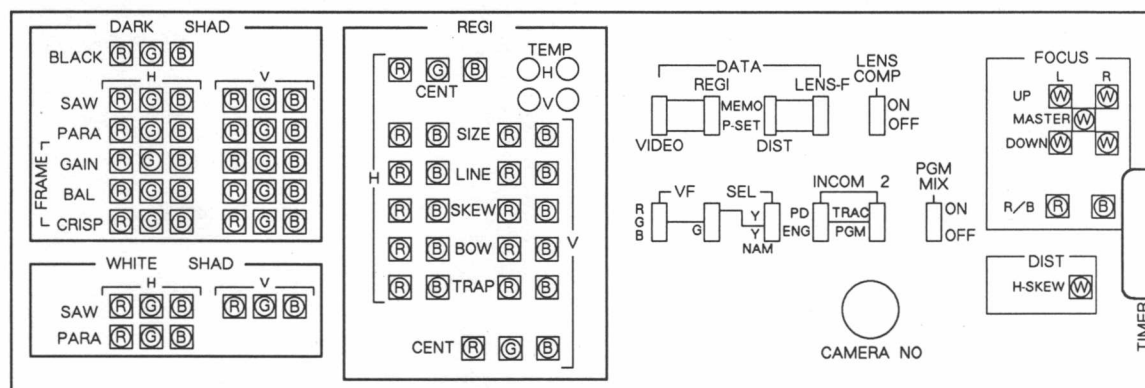 DARK SHAD
BLACK R G B
H V
SAW R G B R G B
PARA R G B R G B
FRAME
GAIN R G B R G B
BAL R G B R G B
CRISP R G B R G B
WHITE SHAD
H V
SAW R G B R G B
PARA R G B
REGI
TEMP
R G B H
CENT
V
H
V
R B SIZE R B
R B LINE R B
R B SKEW R B
R B BOW R B
R B TRAP R B
CENT R G B
DATA
REGI LENS-F
MEMO
P-SET
VIDEO DIST
LENS
COMP
ON
OFF
VF SEL
R
G
B
G
Y
Y
NAM
INCOM 2
PD TRAC
ENG PGM
PGM
MIX
ON
OFF
CAMERA NO
FOCUS
L R
UP W W
MASTER W
DOWN W W
R/B R B
DIST
H-SKEW W
TIMER